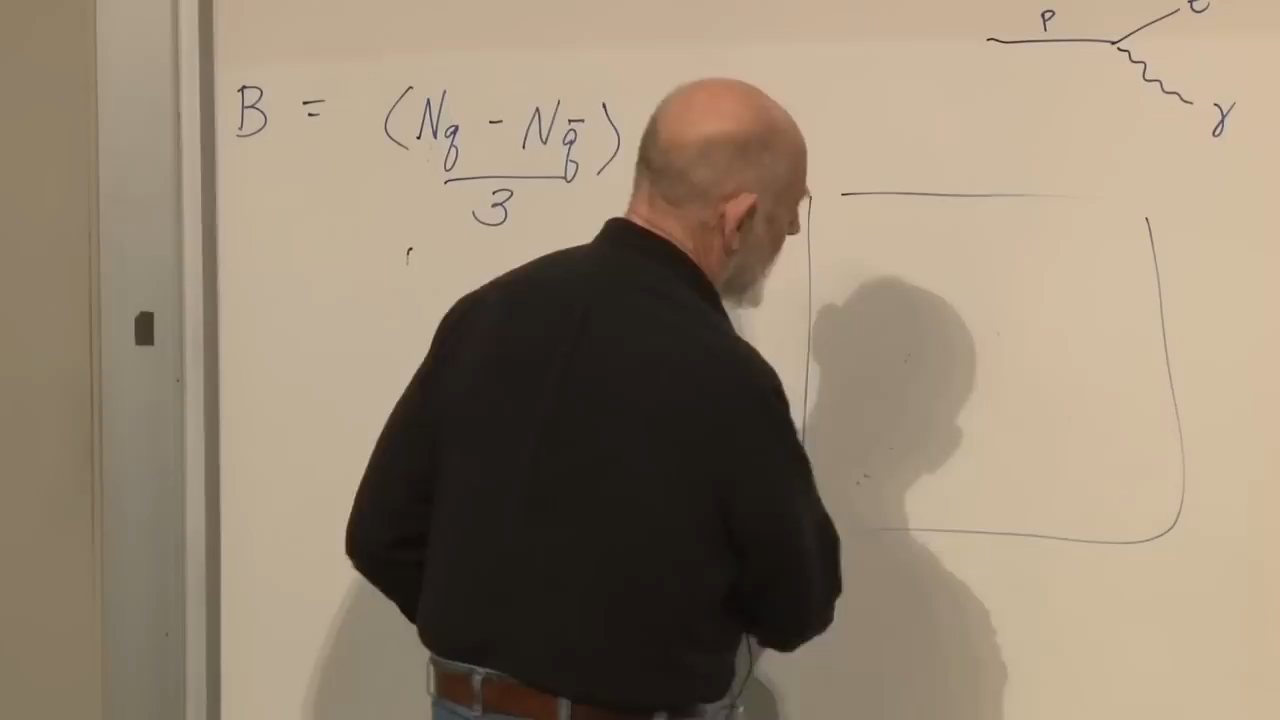 B = (N_q - N_q̄)
3
P
γ